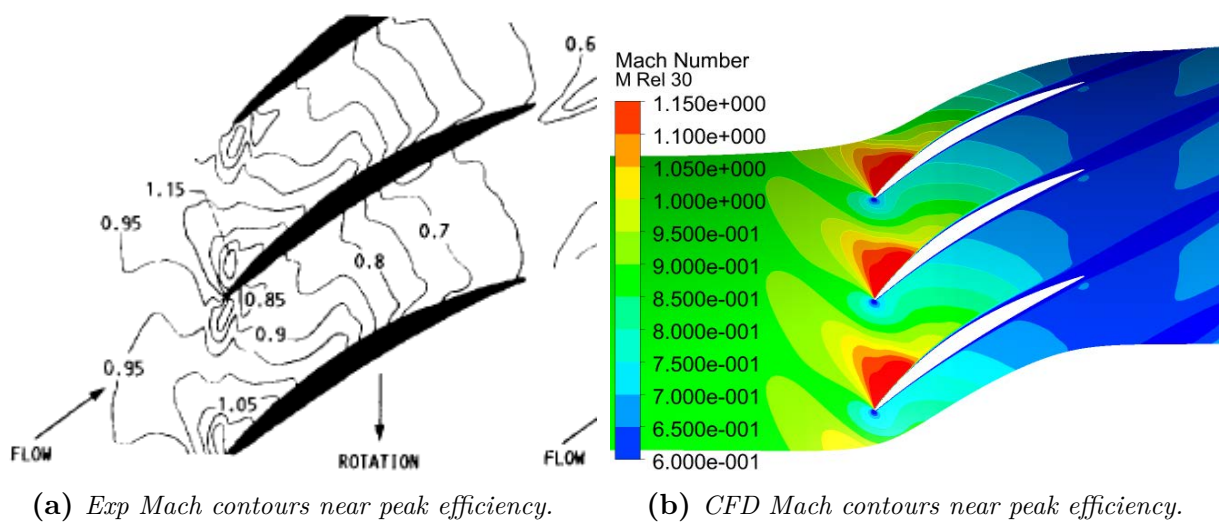 0.6
1.15
0.95
0.7
0.8
0.85
0.9
0.95
1.05
FLOW
ROTATION
FLOW
Mach Number
M Rel 30
1.150e+000
1.100e+000
1.050e+000
1.000e+000
9.500e-001
9.000e-001
8.500e-001
8.000e-001
7.500e-001
7.000e-001
6.500e-001
6.000e-001
(a) Exp Mach contours near peak efficiency.
(b) CFD Mach contours near peak efficiency.